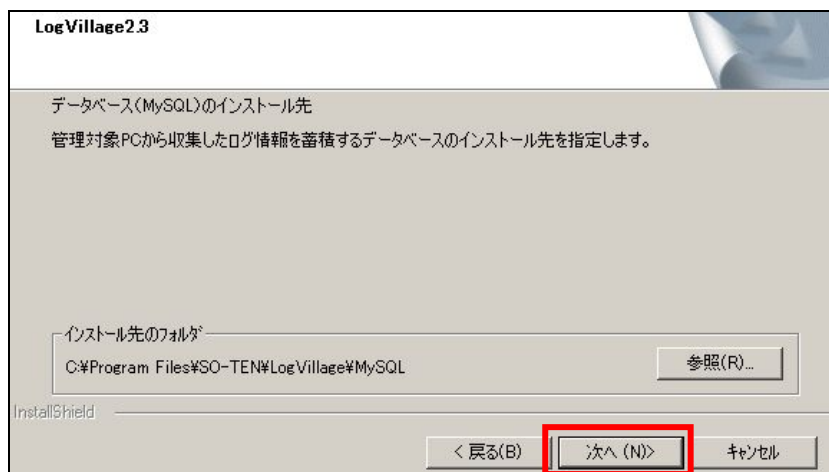 LogVillage2.3
データベース(MySQL)のインストール先
管理対象PCから収集したログ情報を蓄積するデータベースのインストール先を指定します。
インストール先のフォルダ
C:¥Program Files¥SO-TEN¥LogVillage¥MySQL
参照(R)...
InstallShield
< 戻る(B)
次へ (N)>
キャンセル